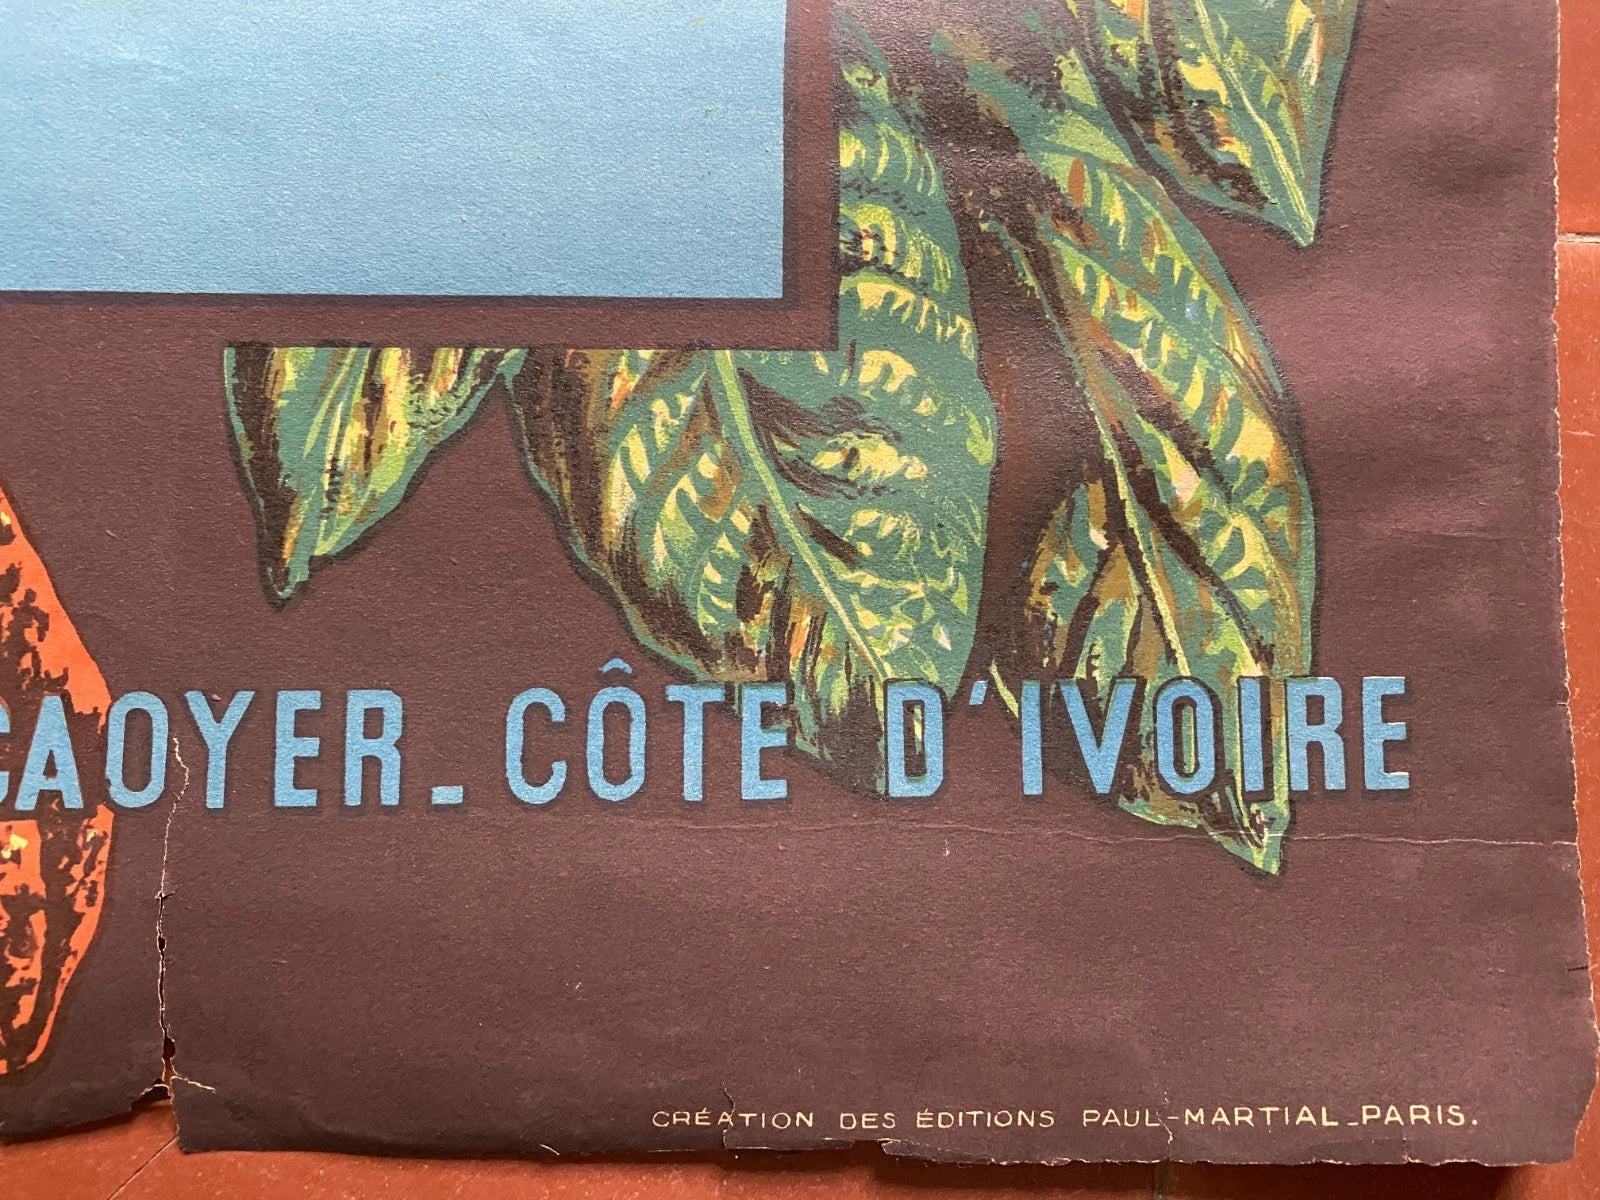 CAOYER_CÔTE D'IVOIRE
CRÉATION DES ÉDITIONS PAUL-MARTIAL_PARIS.